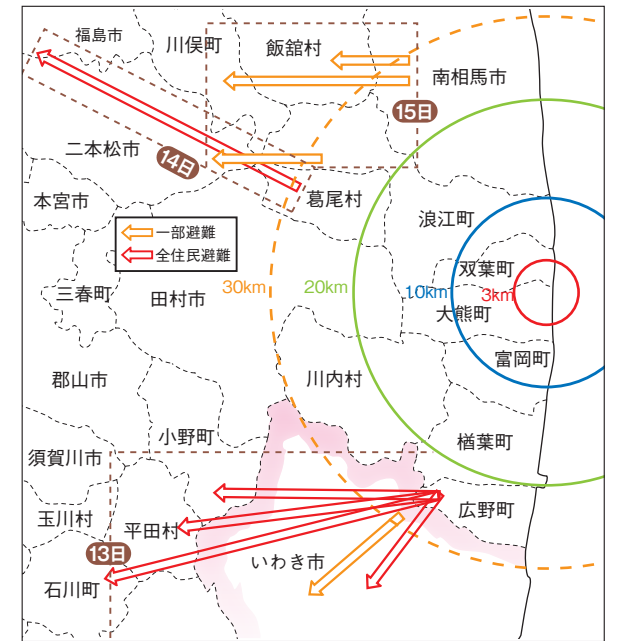 福島市
川俣町
飯舘村
南相馬市
15日
二本松市
14日
本宮市
葛尾村
浪江町
一部避難
全住民避難
双葉町
三春町
田村市
30km
20km
10km
3km
大熊町
富岡町
郡山市
川内村
小野町
楢葉町
須賀川市
玉川村
平田村
広野町
13日
いわき市
石川町